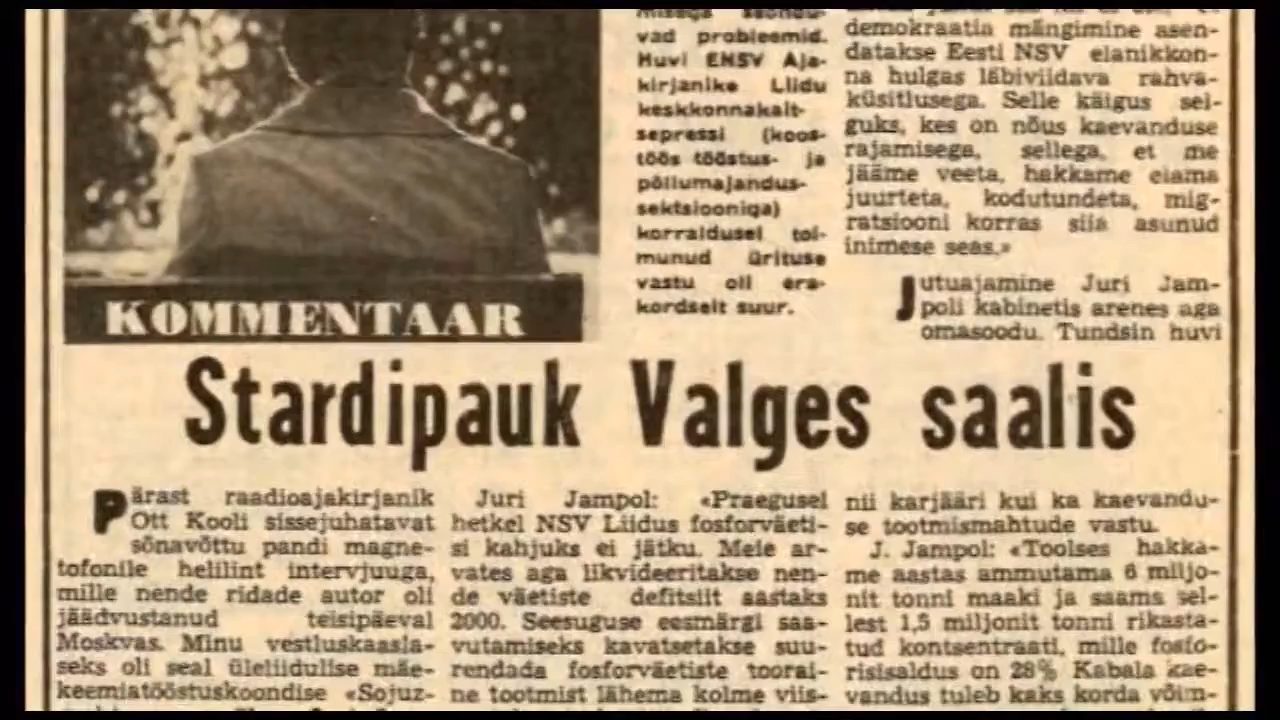 vad probleemid.
Huvi ENSV Aja-
kirjanike Liidu
keskkonnakait-
sepressi (koos-
töös tööstus- ja
põllumajandus-
sektsiooniga)
korraldusel toi-
munud ürituse
vastu oli era-
kordselt suur.
demokraatia mängimine asen-
datakse Eesti NSV elanikkon-
na hulgas läbiviidava rahva-
küsitlusega. Selle käigus sel-
guks, kes on nõus kaevanduse
rajamisega, sellega, et me
jääme veeta, hakkame elama
juurteta, kodutundeta, mig-
ratsiooni korras siia asunud
inimese seas.»
Jutuajamine Juri Jam-
poli kabinetis arenes aga
omasoodu. Tundsin huvi
KOMMENTAAR
Stardipauk Valges saalis
Pärast raadioajakirjanik
Ott Kooli sissejuhatavat
sõnavõttu pandi magne-
tofonile helilint intervjuuga,
mille nende ridade autor oli
jäädvustanud teisipäeval
Moskvas. Minu vestluskaasla-
seks oli seal üleliidulise mäe-
keemiatööstuskoondise «Sojuz-
Juri Jampol: «Praegusel
hetkel NSV Liidus fosforväeti-
si kahjuks ei jätku. Meie ar-
vates aga likvideeritakse nen-
de väetiste defitsiit aastaks
2000. Seesuguse eesmärgi saa-
vutamiseks kavatsetakse suu-
rendada fosforväetiste toorai-
ne tootmist lähema kolme viis-
nii karjääri kui ka kaevandu-
se tootmismahtude vastu.
J. Jampol: «Toolses hakka-
me aastas ammutama 6 miljo-
nit tonni maaki ja saame sel-
lest 1,5 miljonit tonni rikasta-
tud kontsentraati, mille fosfo-
risisaldus on 28% Kabala kae-
vandus tuleb kaks korda võim-